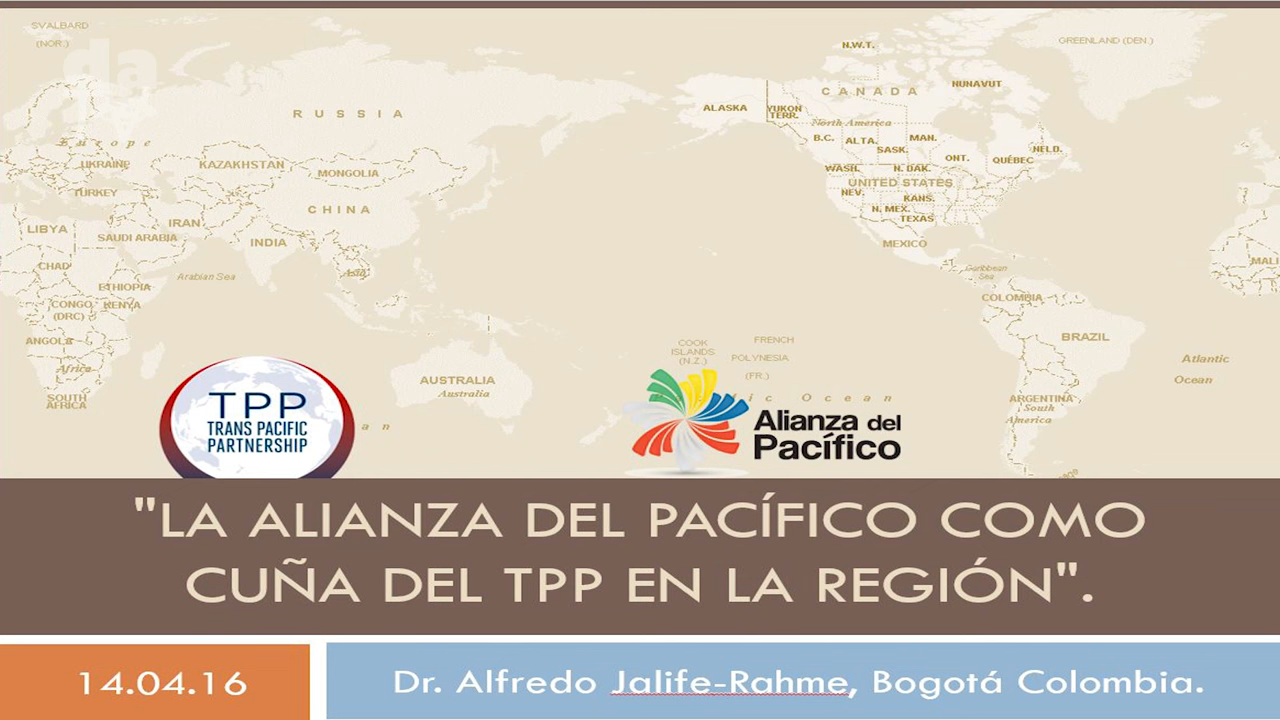 SVALBARD
(NOR.)
GREENLAND (DEN.)
N.W.T.
NUNAVUT
CANADA
RUSSIA
ALASKA
YUKON
TERR.
North America
Europe
B.C.
ALTA.
MAN.
SASK.
NFLD.
ONT.
QUÉBEC
UKRAINE
KAZAKHSTAN
MONGOLIA
WASH.
N. DAK.
UNITED STATES
TURKEY
NEV.
KANS.
CHINA
N. MEX.
TEXAS
LIBYA
IRAN
SAUDI ARABIA
INDIA
MEXICO
CHAD
Arabian Sea
Caribbean
Sea
MALI
ETHIOPIA
COLOMBIA
CONGO
(DRC)
KENYA
ANGOLA
BRAZIL
COOK
ISLANDS
(N.Z.)
FRENCH
POLYNESIA
(FR.)
Atlantic
Ocean
Africa
AUSTRALIA
Australia
SOUTH
AFRICA
ic Ocean
ARGENTINA
South
America
an
TPP
TRANS PACIFIC
PARTNERSHIP
Alianza del
Pacífico
"LA ALIANZA DEL PACÍFICO COMO
CUÑA DEL TPP EN LA REGIÓN".
14.04.16
Dr. Alfredo Jalife-Rahme, Bogotá Colombia.